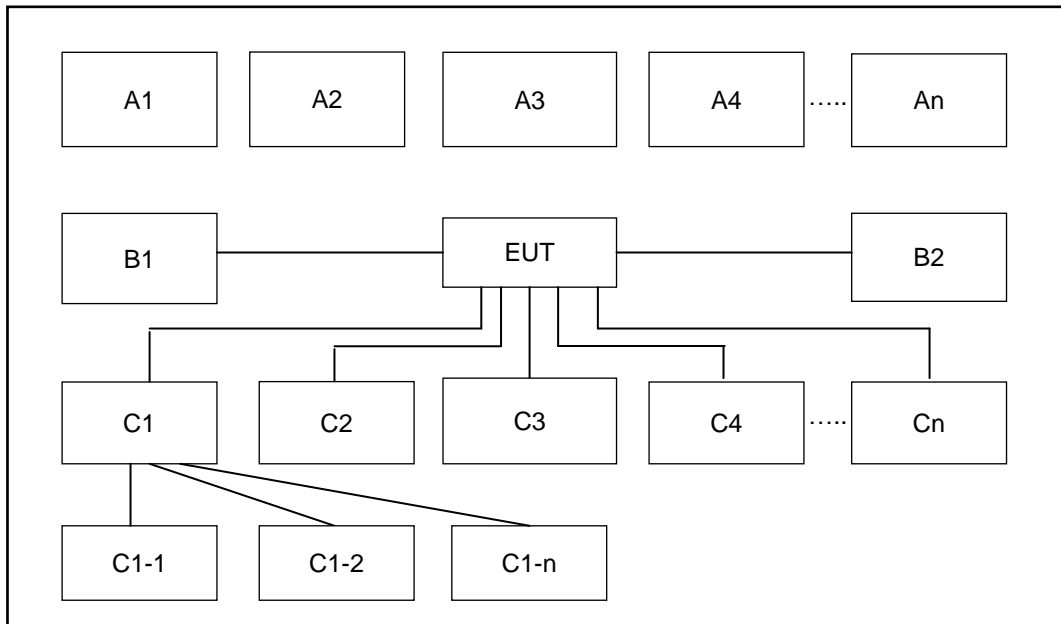 A1 A2 A3 A4 ….. An
B1 EUT B2
C1 C2 C3 C4 ….. Cn
C1-1 C1-2 C1-n